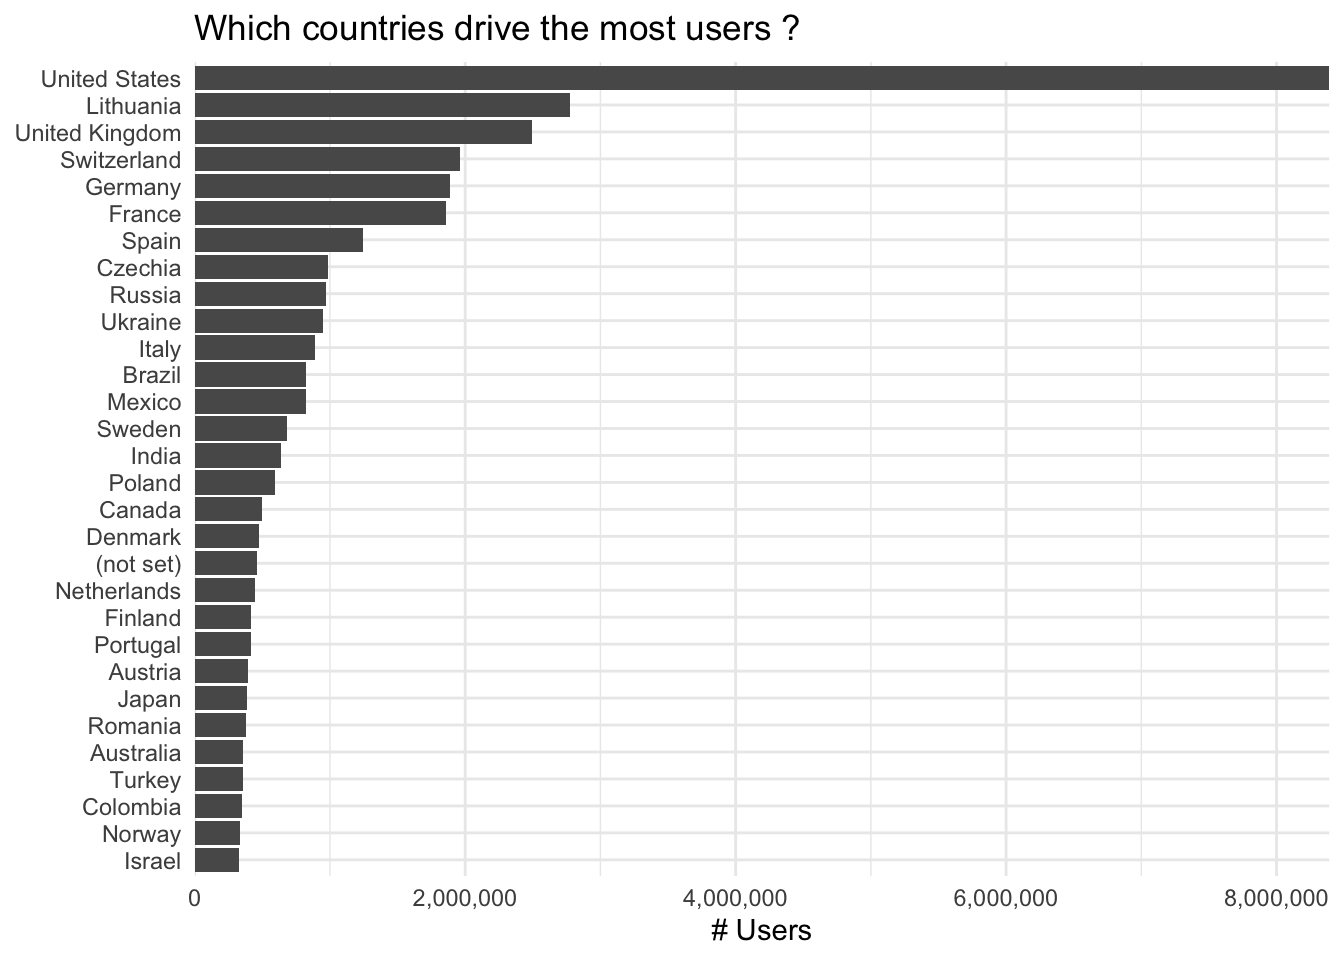 Which countries drive the most users ?
United States
Lithuania
United Kingdom
Switzerland
Germany
France
Spain
Czechia
Russia
Ukraine
Italy
Brazil
Mexico
Sweden
India
Poland
Canada
Denmark
(not set)
Netherlands
Finland
Portugal
Austria
Japan
Romania
Australia
Turkey
Colombia
Norway
Israel
0 2,000,000 4,000,000 6,000,000 8,000,000
# Users